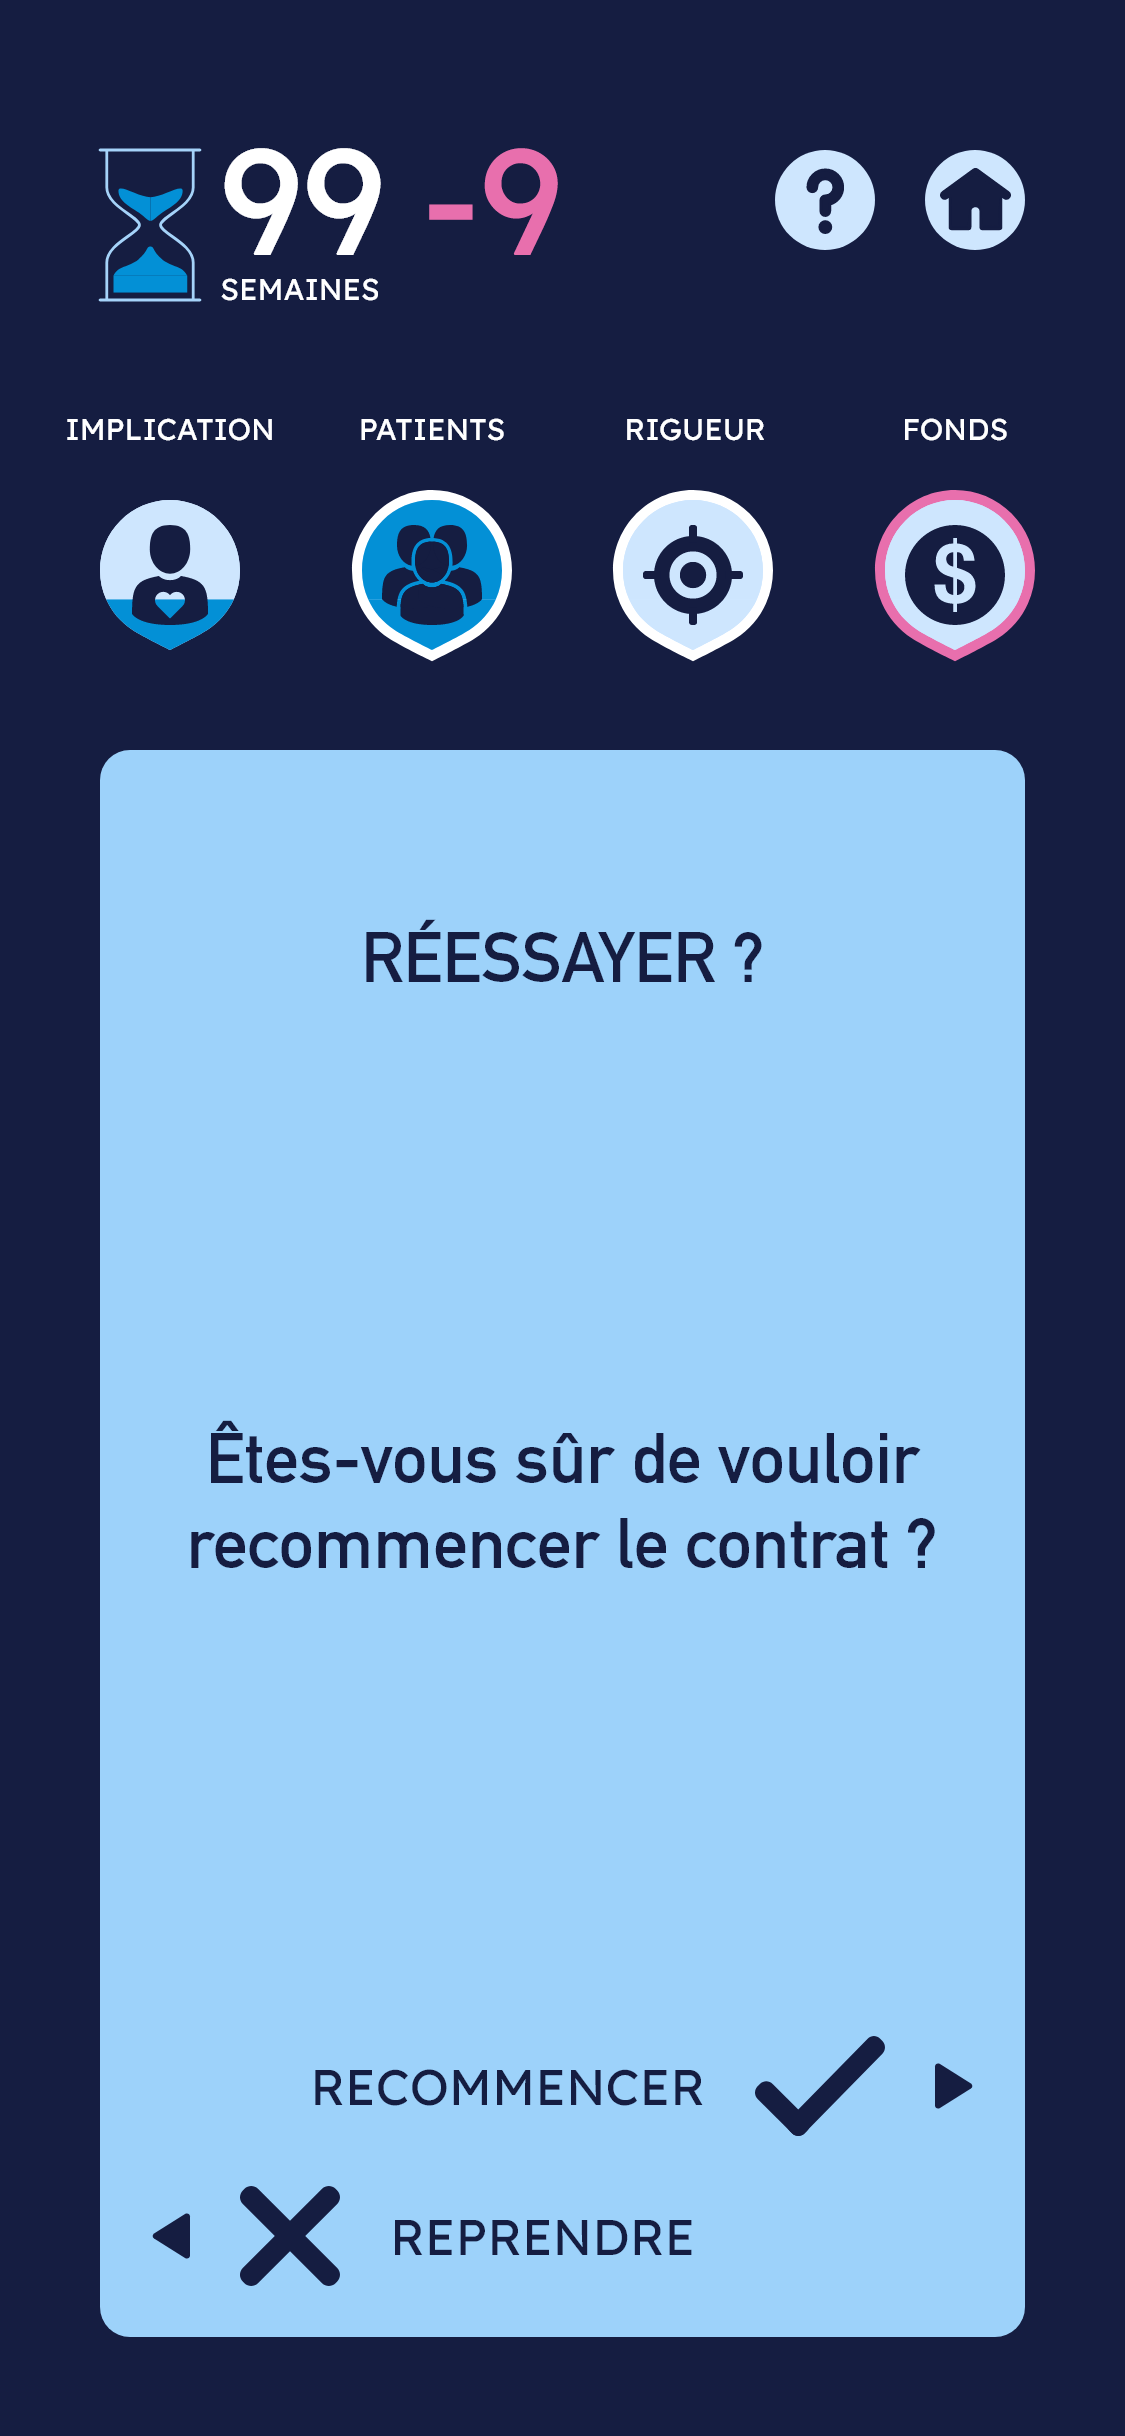 99 -9
SEMAINES
?
IMPLICATION PATIENTS RIGUEUR FONDS
$
RÉESSAYER ?
Êtes-vous sûr de vouloir
recommencer le contrat ?
RECOMMENCER
REPRENDRE